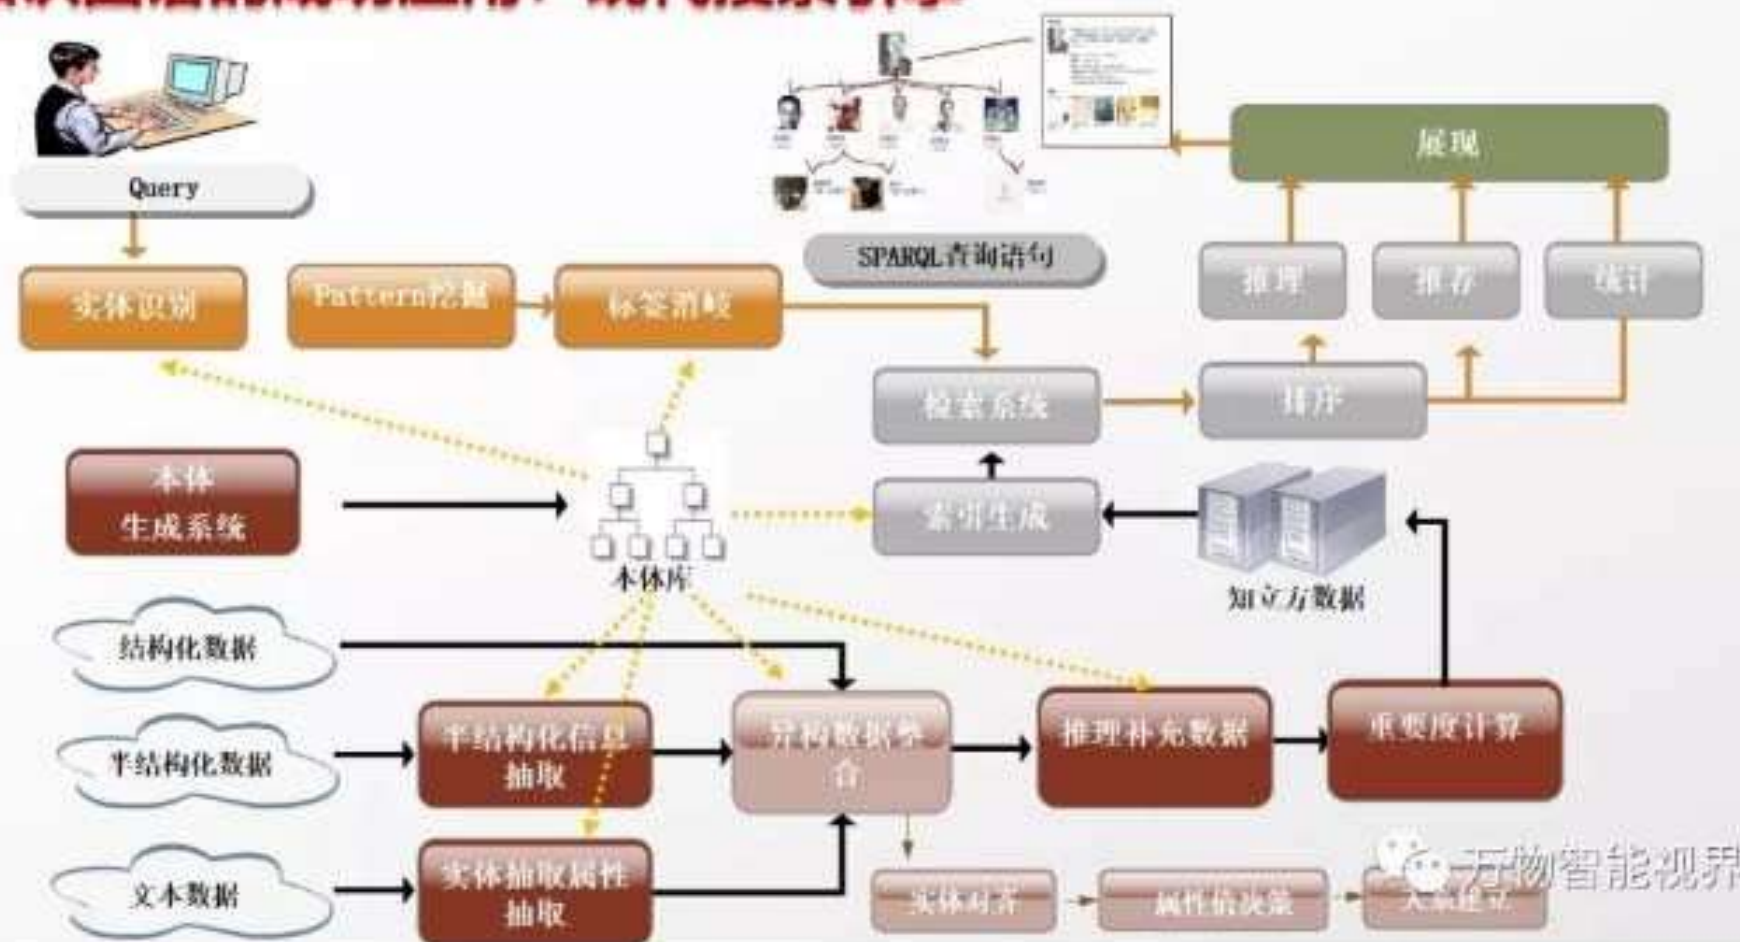 Query
SPARQL查询语句
展现
实体识别
Pattern挖掘
标签消岐
推理
推荐
统计
检索系统
排序
本体
生成系统
索引生成
本体库
知立方数据
结构化数据
半结构化数据
半结构化信息
抽取
异构数据整
合
推理补充数据
重要度计算
文本数据
实体抽取属性
抽取
实体对齐
属性值决策
关系建立
万物智能视界